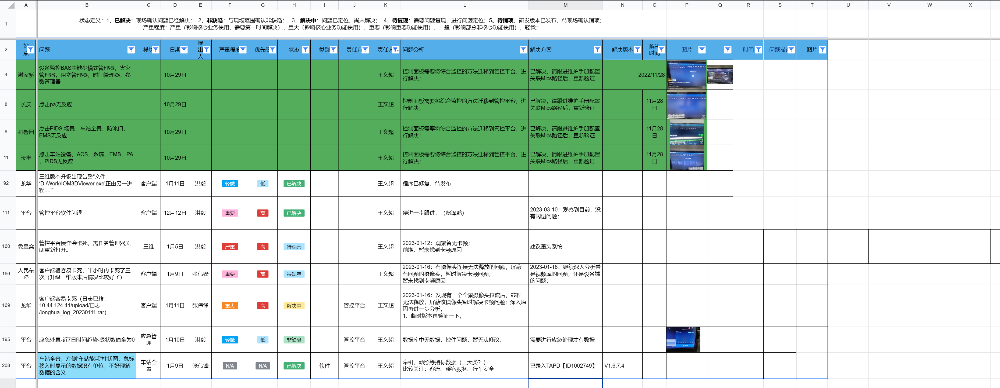 A B C D E F G H I J K L M N O P Q R S T U V W X
1
状态定义：1、已解决：现场确认问题已经解决； 2、非缺陷：与现场范围确认非缺陷； 3、解决中：问题已定位，尚未解决； 4、待复现：需要问题复现，进行问题定位；5、待销项，研发版本已发布，待现场确认销项；
严重程度：严重（影响核心业务使用，需要第一时间解决）、重大（影响核心业务功能使用）、重要（影响重要功能使用）、一般（影响部分非核心功能使用）、轻微；
2
站点
问题
模块
日期
提出人
严重程度
优先级
状态
类别
责任方
责任人
问题分析
解决方案
解决版本
解决时间
图片
时间
问题描述
图片
4
谢家桥
设备监控BAS中缺少模式管理器，火灾
管理器，阻塞管理器，时间管理器，参
数管理器
10月29日
王文超
控制面板需要将综合监控的方法迁移到管控平台，进
行解决；
已解决，请跟进维护手册配置
关联Mics路径后，重新验证
2022/11/28
8
长庆
点击pa无反应
10月29日
王文超
控制面板需要将综合监控的方法迁移到管控平台，进
行解决；
已解决，请跟进维护手册配置
关联Mics路径后，重新验证
11月28
日
9
和馨园
点击PIDS.场景，车站全景，防淹门，
EMS无反应
10月29日
王文超
控制面板需要将综合监控的方法迁移到管控平台，进
行解决；
已解决，请跟进维护手册配置
关联Mics路径后，重新验证
11月28
日
11
长丰
点击车站设备，ACS，系统，EMS，PA
，PIDS无反应
10月29日
王文超
控制面板需要将综合监控的方法迁移到管控平台，进
行解决；
已解决，请跟进维护手册配置
关联Mics路径后，重新验证
11月28
日
92
龙华
三维版本升级出现告警“文件
‘D:\Work\IOM3DViewer.exe'正由另一进
程....’”
客户端
1月11日
洪毅
轻微
低
已解决
王文超
程序已修复，待发布
111
平台
管控平台软件闪退
客户端
12月12日
洪毅
重要
高
已解决
王文超
待进一步跟进；（翁泽鹏）
2023-03-10：观察到目前，没
有闪退问题；
160
象鼻窝
管控平台操作会卡死，需任务管理器关
闭重新打开。
三维
1月5日
洪毅
严重
高
待观察
王文超
2023-01-12：观察暂无卡顿；
前期：暂未找到卡顿原因
建议重装系统
166
人民东
路
客户端很容易卡死，半小时内卡死了三
次（升级三维版本后情况比较好了）
客户端
1月9日
张伟锋
重要
高
待观察
王文超
2023-01-16：有摄像头连接无法释放的问题，屏蔽
有问题的摄像头，暂时解决卡顿问题；
暂未找到卡顿原因
2023-01-16：继续深入分析看
是视频库的问题，还是设备端
的问题；
169
龙华
客户端容易卡死（日志已拷：
10.44.124.41/upload/日志
/longhua_log_20230111.rar）
客户端
1月11日
张伟锋
重大
高
解决中
管控平台
王文超
2023-01-16：发现有一个全景摄像头拉流后，线程
无法释放，屏蔽该摄像头暂时解决卡顿问题；深入原
因再进一步分析；
1、临时版本再验证一下；
195
平台
应急处置-近7日时间趋势-竖状数值全为0
应急管
理
1月10日
洪毅
轻微
低
非缺陷
管控平台
王文超
数据库中无数据；控件问题，暂无法修改；
需要进行应急处理才有数据
208
平台
车站全景，左侧“车站能耗”柱状图，鼠标
移入时显示的数据没有单位，不好理解
数据的含义
车站全
景
1月9日
张伟锋
N/A
N/A
已解决
软件
管控平台
王文超
牵引、动照等指标数据（三大类？）
比较关注：客流、乘客服务、行车安全
已录入TAPD【ID1002749】
V1.6.7.4